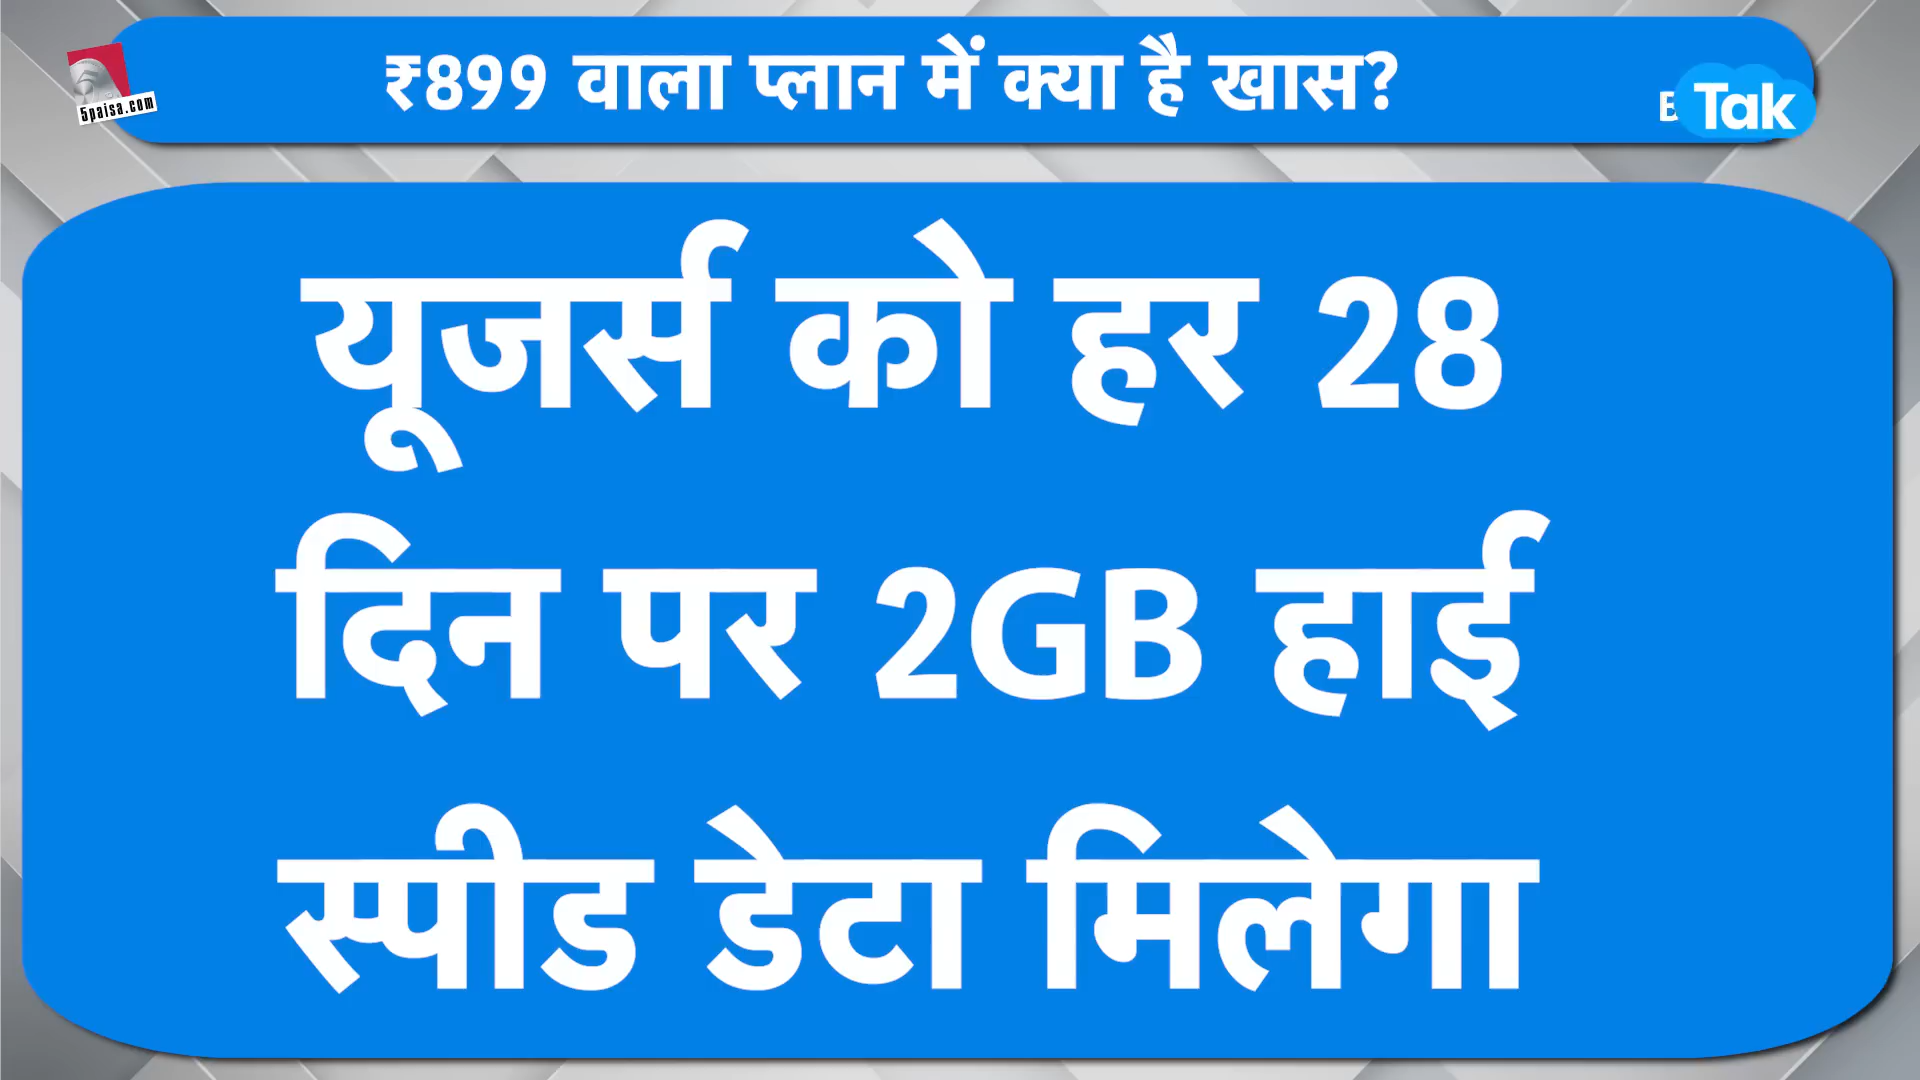 ₹899 वाला प्लान में क्या है खास?
5paisa.com
Tak
यूजर्स को हर 28
दिन पर 2GB हाई
स्पीड डेटा मिलेगा